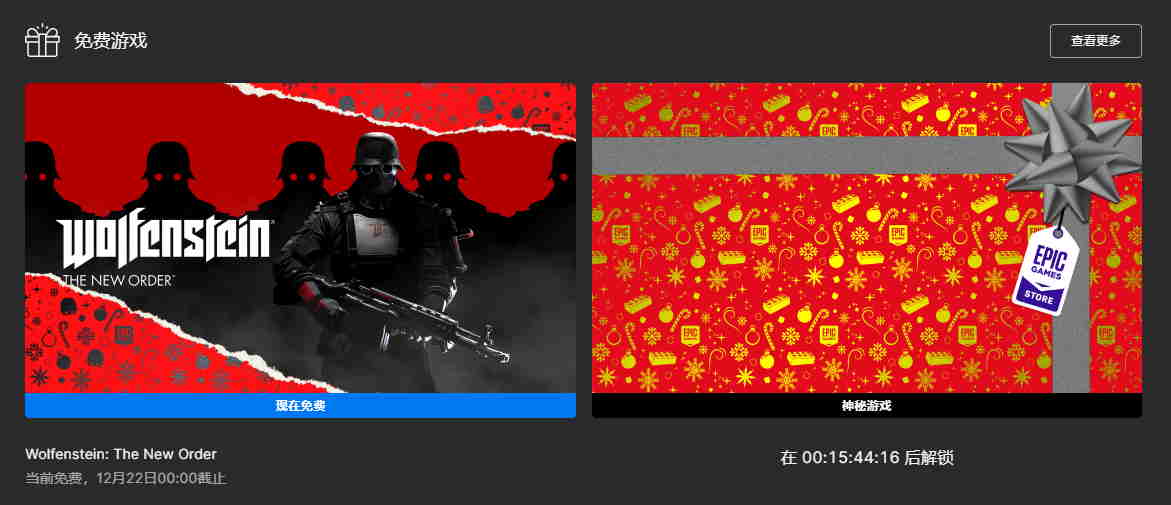 免费游戏
查看更多
Wolfenstein
THE NEW ORDER
EPIC
GAMES
STORE
现在免费
神秘游戏
Wolfenstein: The New Order
当前免费，12月22日00:00截止
在 00:15:44:16 后解锁